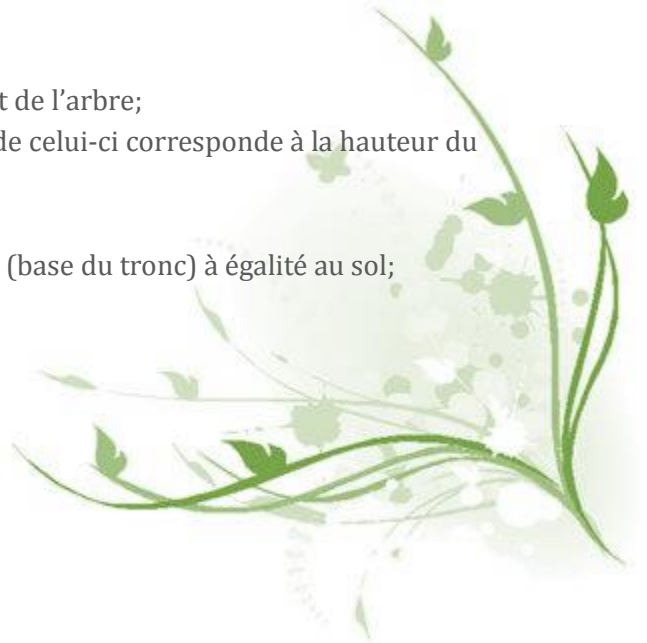 t de l’arbre;
de celui-ci corresponde à la hauteur du
(base du tronc) à égalité au sol;